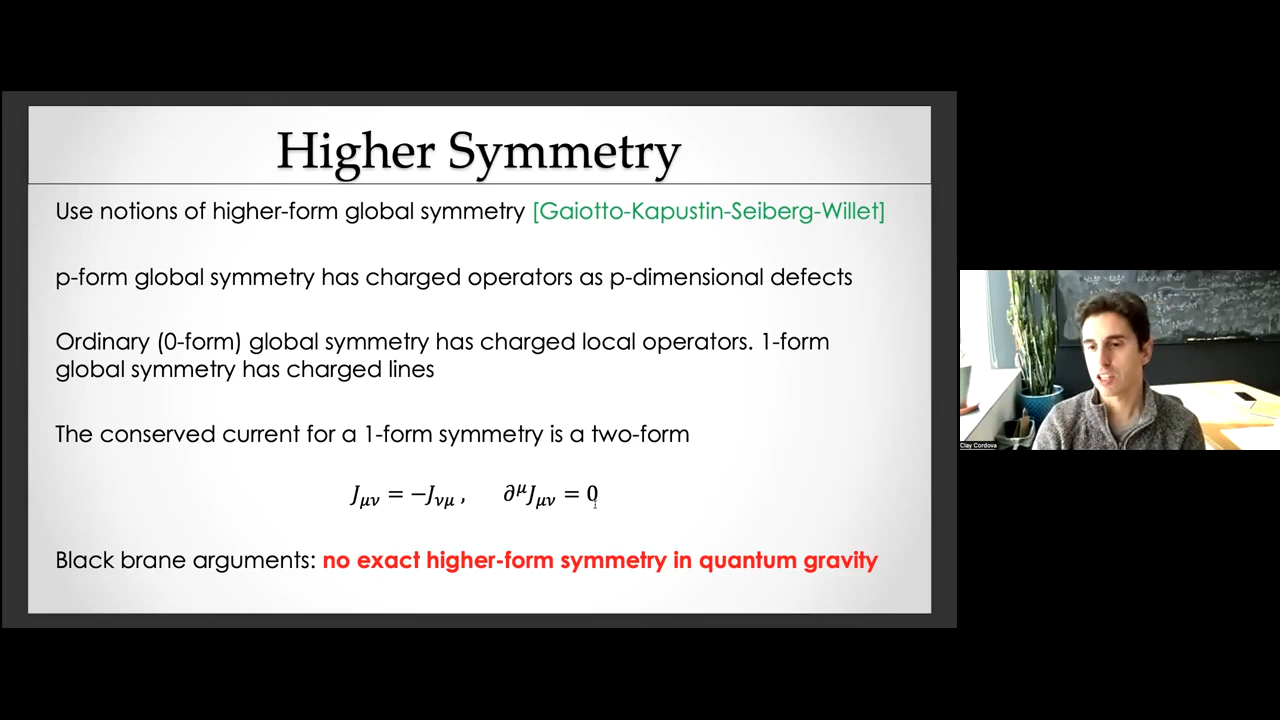 Higher Symmetry
Use notions of higher-form global symmetry [Gaiotto-Kapustin-Seiberg-Willet]
p-form global symmetry has charged operators as p-dimensional defects
Ordinary (0-form) global symmetry has charged local operators. 1-form
global symmetry has charged lines
The conserved current for a 1-form symmetry is a two-form
J_{μν} = −J_{νμ} , ∂^μ J_{μν} = 0
Black brane arguments: no exact higher-form symmetry in quantum gravity
Clay Cordova